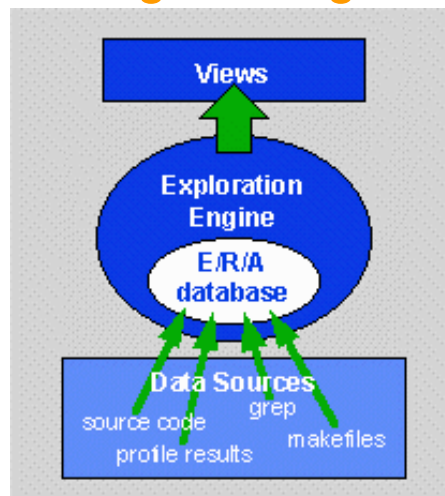 Views
Exploration
Engine
E/R/A
database
Data Sources
source code
grep
profile results
makefiles